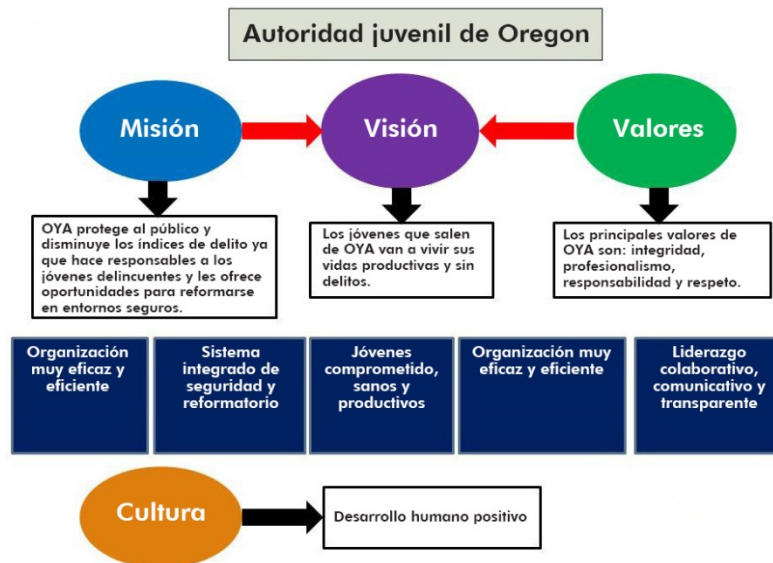 Autoridad juvenil de Oregon
Misión
Visión
Valores
OYA protege al público y
disminuye los índices de delito ya
que hace responsables a los
jóvenes delincuentes y les ofrece
oportunidades para reformarse
en entornos seguros.
Los jóvenes que salen
de OYA van a vivir sus
vidas productivas y sin
delitos.
Los principales valores de
OYA son: integridad,
profesionalismo,
responsabilidad y respeto.
Organización
muy eficaz y
eficiente
Sistema
integrado de
seguridad y
reformatorio
Jóvenes
comprometido,
sanos y
productivos
Organización muy
eficaz y eficiente
Liderazgo
colaborativo,
comunicativo y
transparente
Cultura
Desarrollo humano positivo